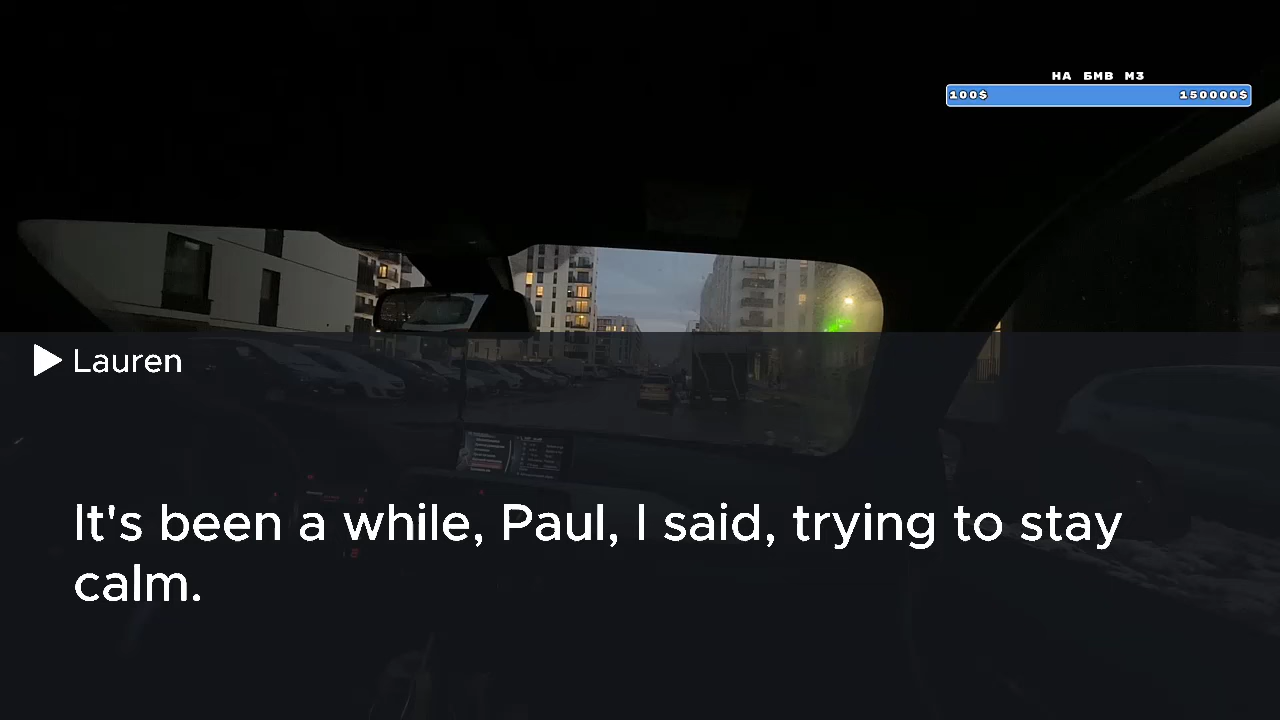 НА БМВ М3
100$ 150000$
Lauren
It's been a while, Paul, I said, trying to stay
calm.